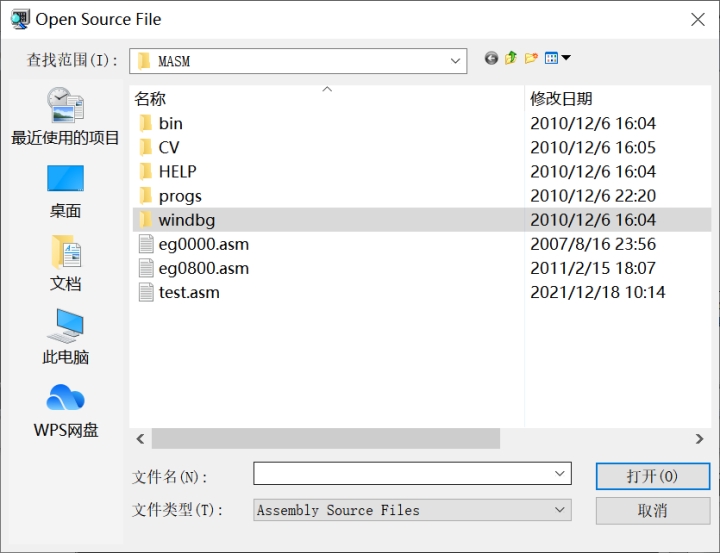 Open Source File
查找范围(I): MASM
名称 修改日期
bin 2010/12/6 16:04
CV 2010/12/6 16:05
HELP 2010/12/6 16:04
progs 2010/12/6 22:20
windbg 2010/12/6 16:04
eg0000.asm 2007/8/16 23:56
eg0800.asm 2011/2/15 18:07
test.asm 2021/12/18 10:14
最近使用的项目
桌面
文档
此电脑
WPS网盘
文件名(N): 打开(O)
文件类型(T): Assembly Source Files 取消